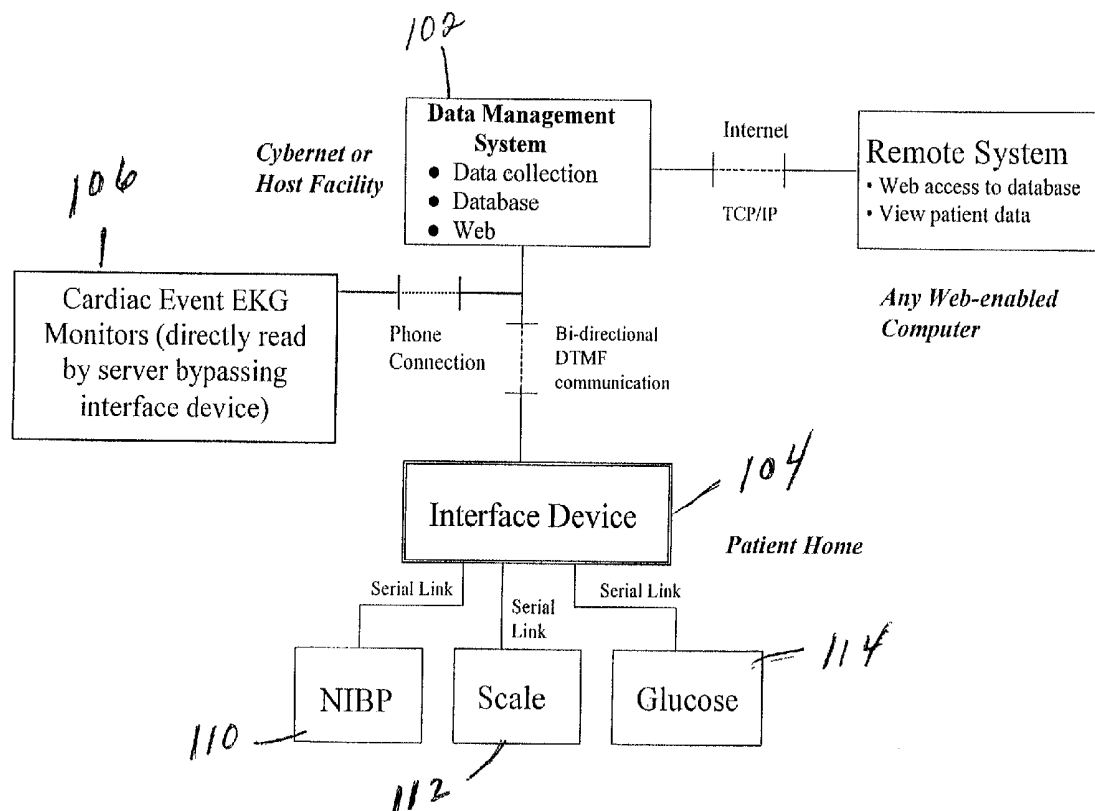 102
Data Management
System
● Data collection
● Database
● Web
Cybernet or
Host Facility
Internet
TCP/IP
Remote System
• Web access to database
• View patient data
Any Web-enabled
Computer
106
Cardiac Event EKG
Monitors (directly read
by server bypassing
interface device)
Phone
Connection
Bi-directional
DTMF
communication
104
Interface Device
Patient Home
Serial Link
Serial
Link
Serial Link
NIBP
Scale
Glucose
110
112
114